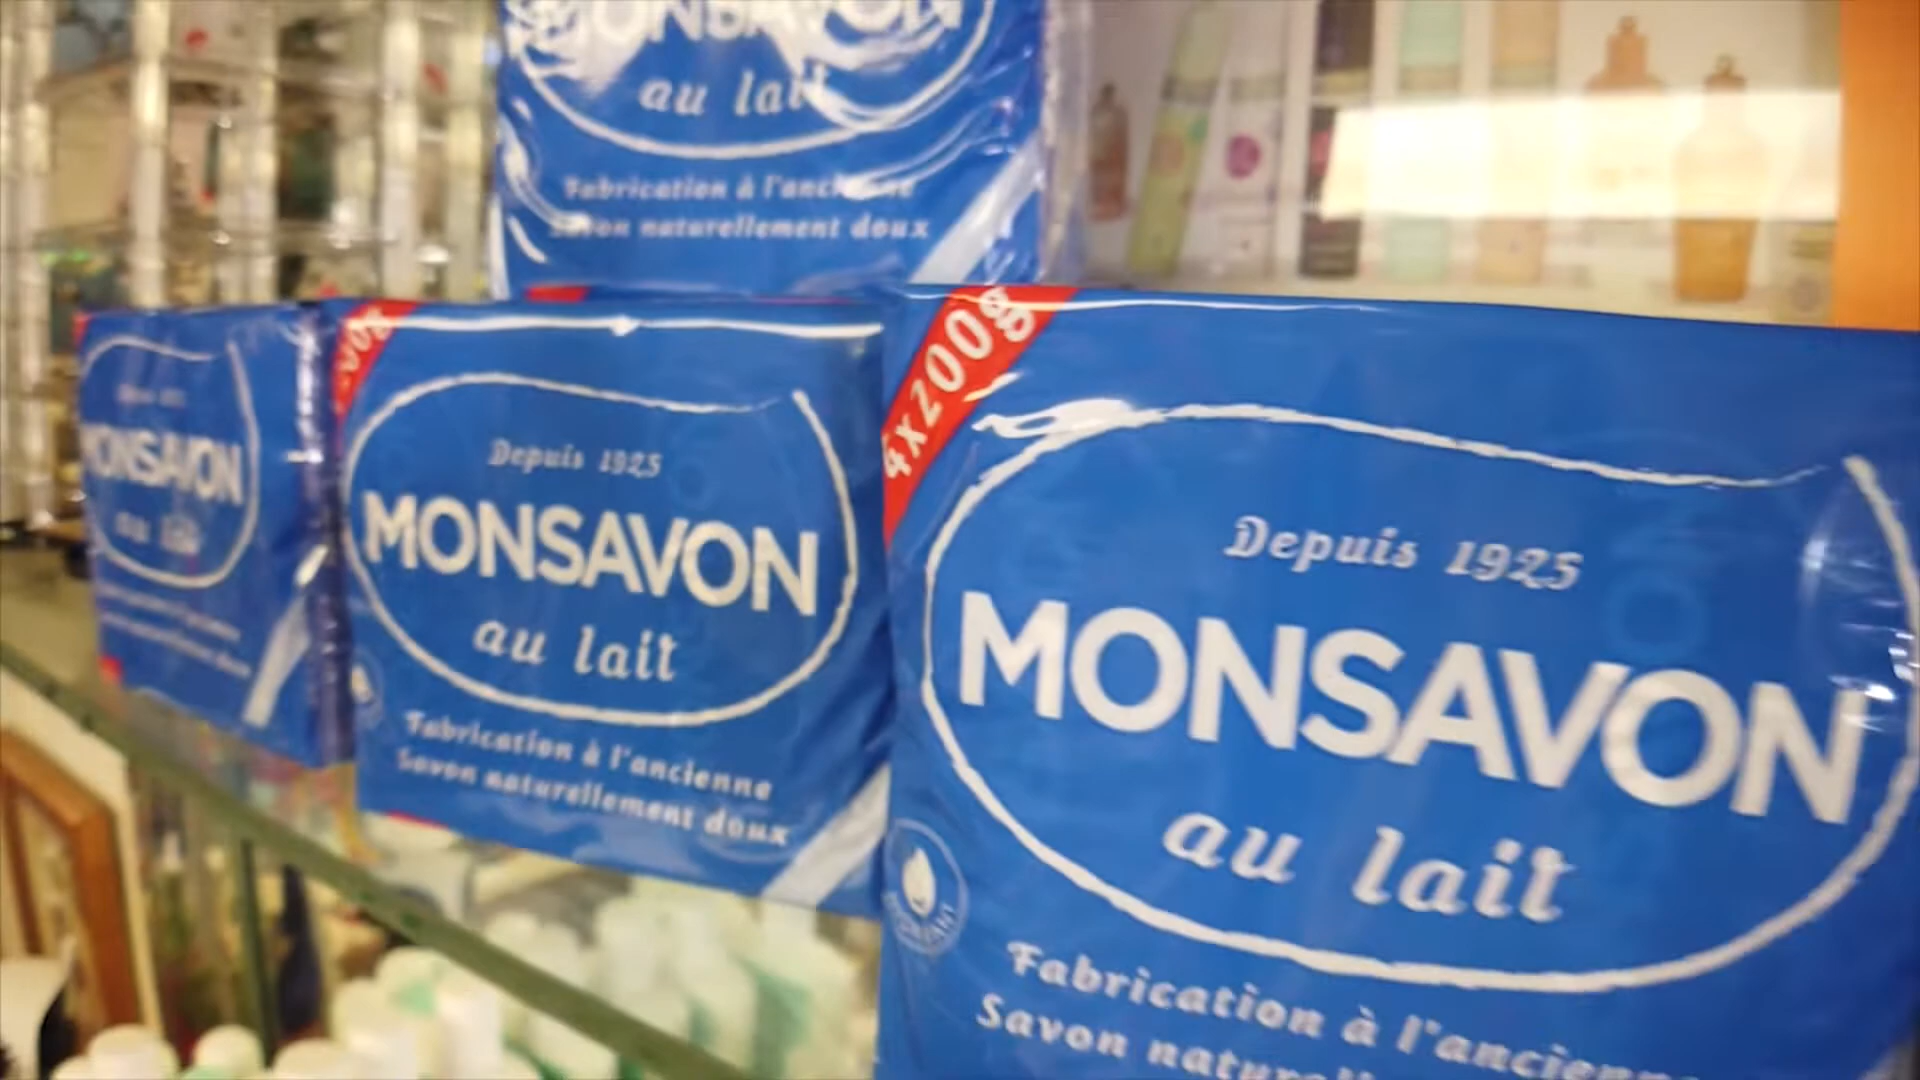 MONSAVON
au lait
Fabrication à l'ancienne
Savon naturellement doux
MONSAVON
au lait
Depuis 1925
MONSAVON
au lait
Fabrication à l'ancienne
Savon naturellement doux
4x200g
Depuis 1925
MONSAVON
au lait
Fabrication à l'ancienne
Savon